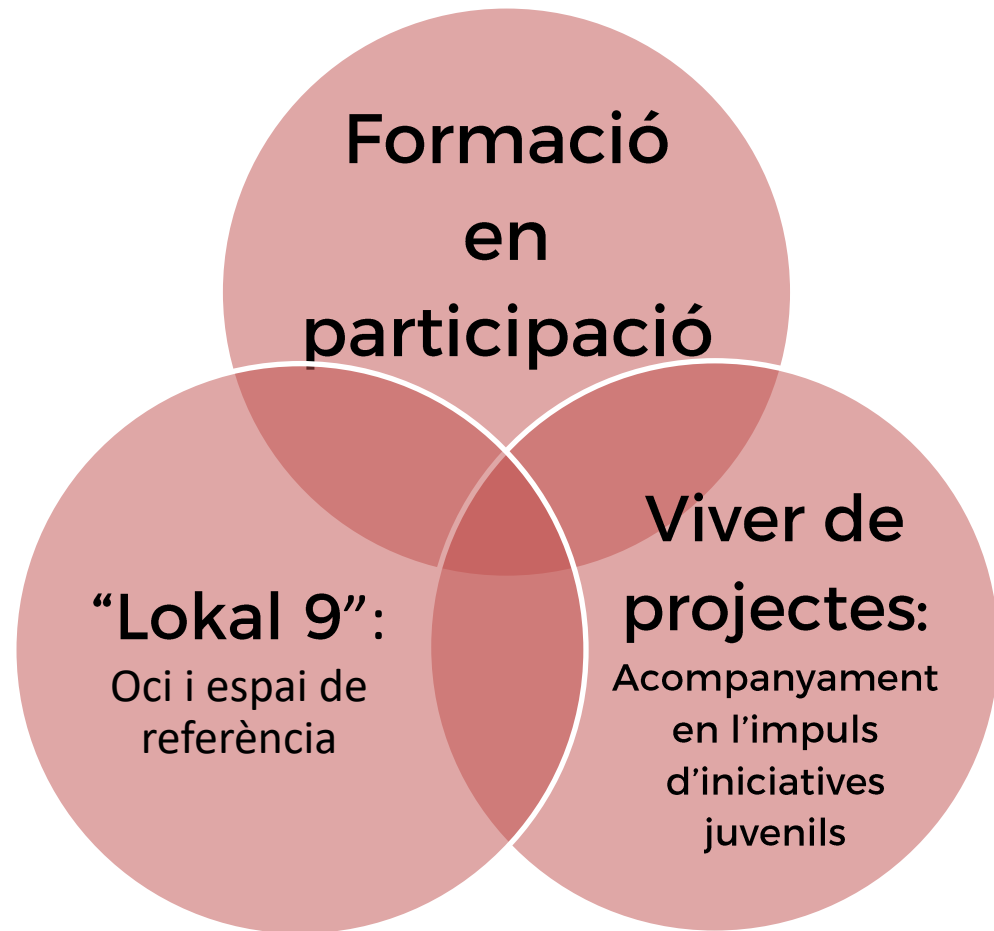 Formació
en
participació
“Lokal 9”:
Oci i espai de
referència
Viver de
projectes:
Acompanyament
en l’impuls
d’iniciatives
juvenils